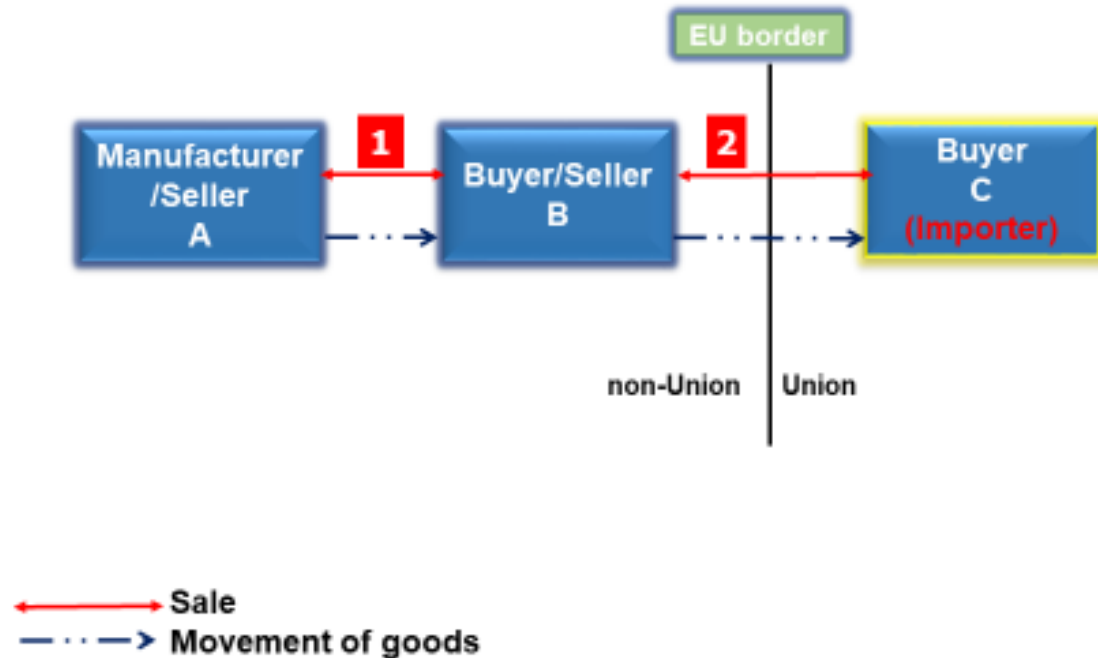 EU border
Manufacturer
/Seller
A
1
Buyer/Seller
B
2
Buyer
C
(Importer)
non-Union
Union
Sale
Movement of goods